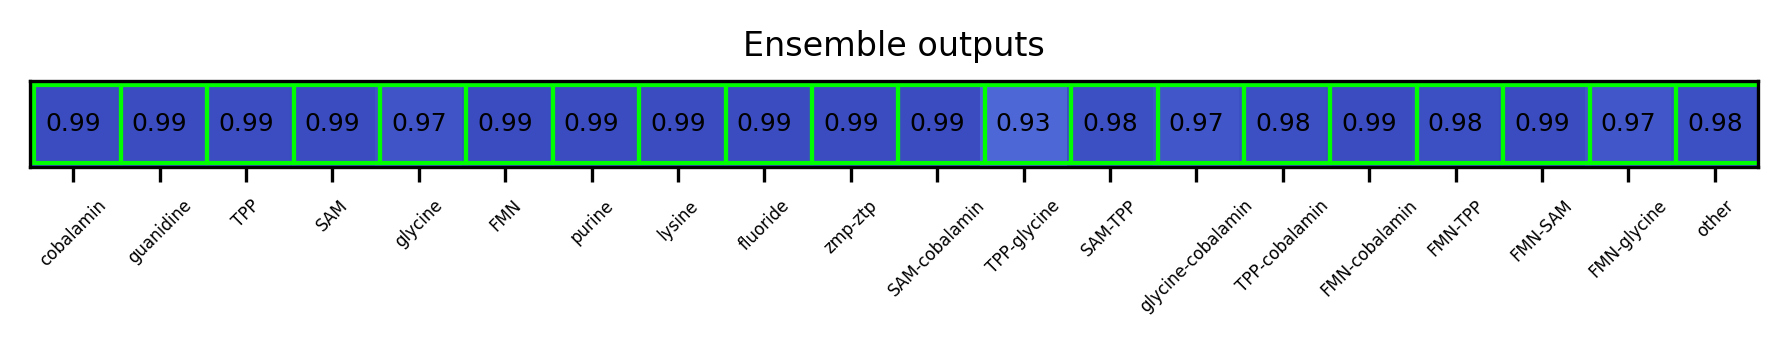 Ensemble outputs
0.99 0.99 0.99 0.99 0.97 0.99 0.99 0.99 0.99 0.99 0.99 0.93 0.98 0.97 0.98 0.99 0.98 0.99 0.97 0.98
cobalamin guanidine TPP SAM glycine FMN purine lysine fluoride zmp-ztp SAM-cobalamin TPP-glycine SAM-TPP glycine-cobalamin TPP-cobalamin FMN-cobalamin FMN-TPP FMN-SAM FMN-glycine other